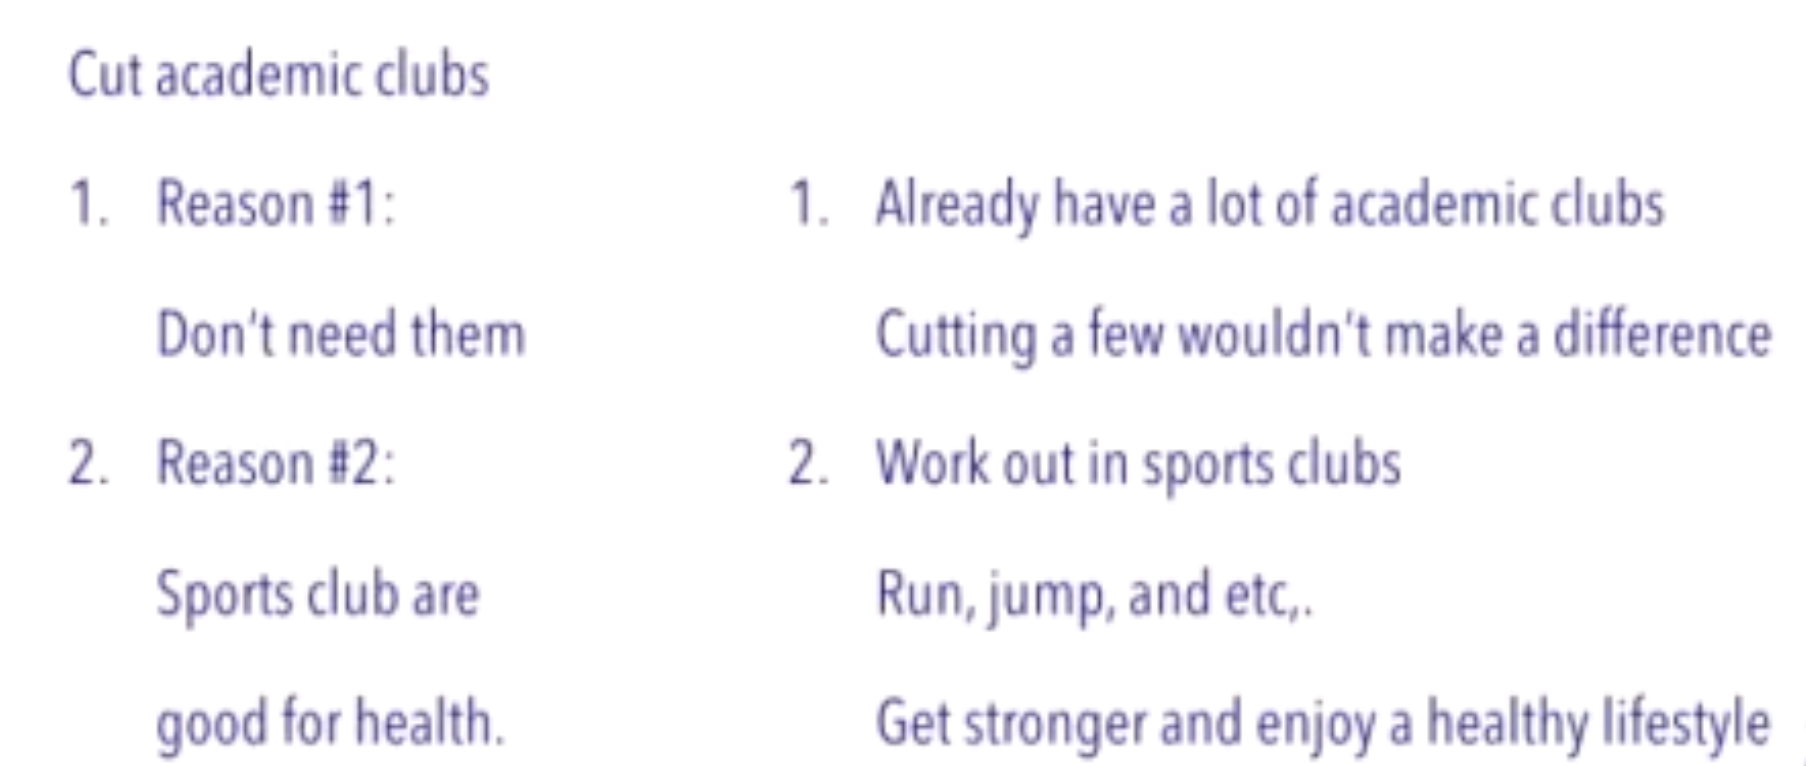 Cut academic clubs
1. Reason #1:
Don't need them
2. Reason #2:
Sports club are
good for health.
1. Already have a lot of academic clubs
Cutting a few wouldn't make a difference
2. Work out in sports clubs
Run, jump, and etc,.
Get stronger and enjoy a healthy lifestyle